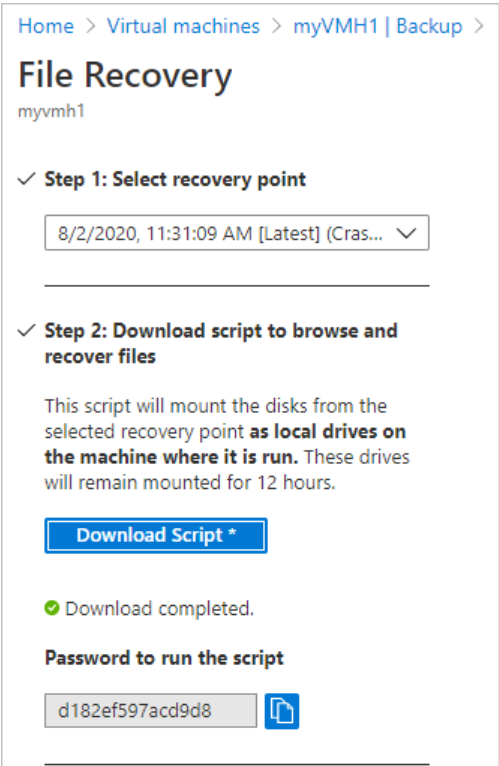 Home > Virtual machines > myVMH1 | Backup >
File Recovery
myvmh1
Step 1: Select recovery point
8/2/2020, 11:31:09 AM [Latest] (Cras...
Step 2: Download script to browse and
recover files
This script will mount the disks from the
selected recovery point as local drives on
the machine where it is run. These drives
will remain mounted for 12 hours.
Download Script *
Download completed.
Password to run the script
d182ef597acd9d8